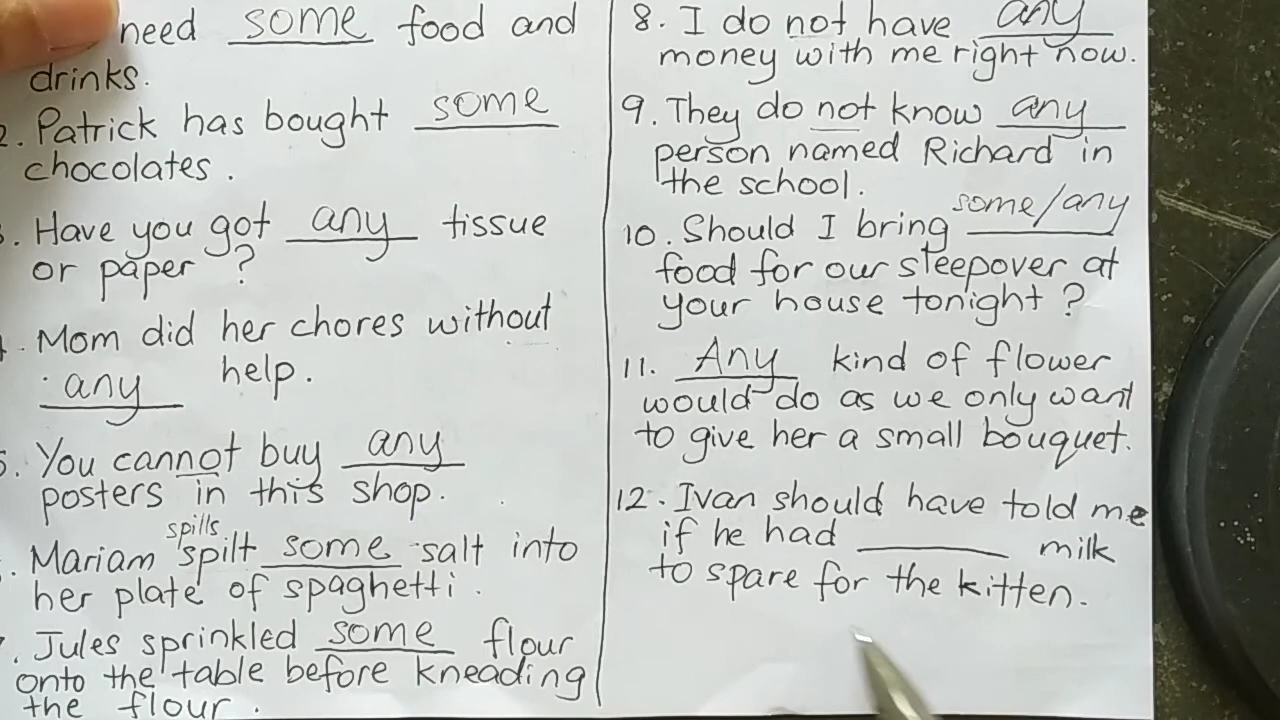 need some food and
drinks.
2. Patrick has bought some
chocolates.
. Have you got any tissue
or paper ?
. Mom did her chores without
any help.
. You cannot buy any
posters in this shop.
spills
. Mariam spilt some salt into
her plate of spaghetti.
. Jules sprinkled some flour
onto the table before kneading
the flour.
8. I do not have any
money with me right now.
9. They do not know any
person named Richard in
the school.
some/any
10. Should I bring
food for our sleepover at
your house tonight ?
11. Any kind of flower
would do as we only want
to give her a small bouquet.
12. Ivan should have told me
if he had ________ milk
to spare for the kitten.